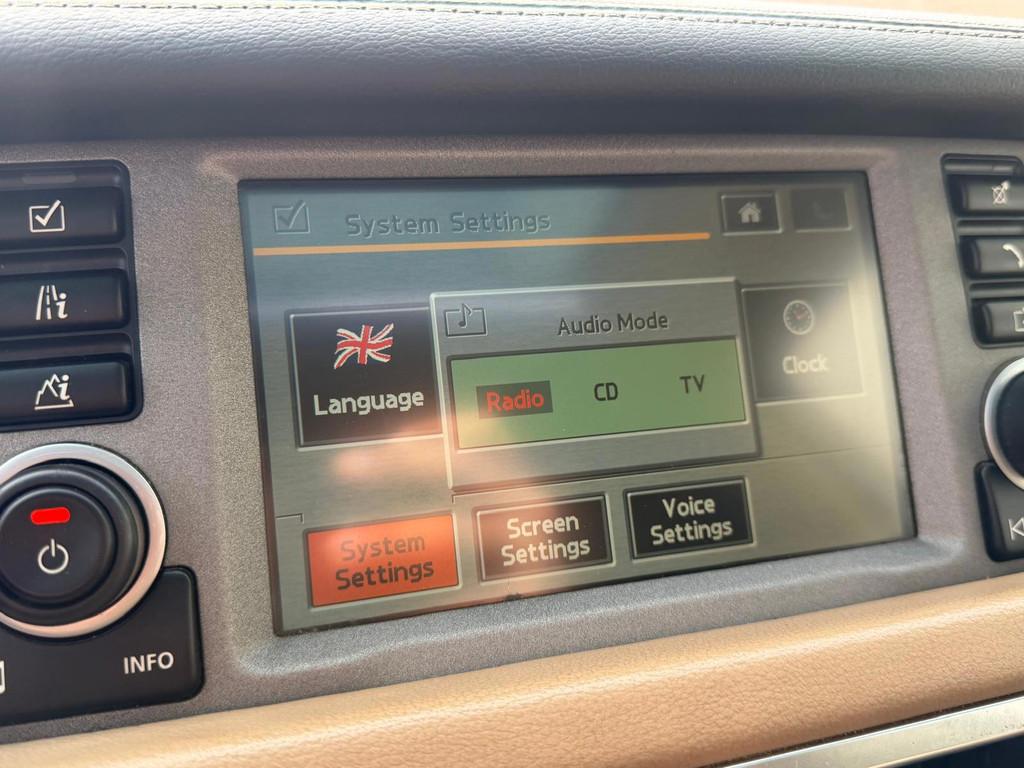 System Settings
Audio Mode
Radio CD TV
Language
Clock
System
Settings
Screen
Settings
Voice
Settings
INFO